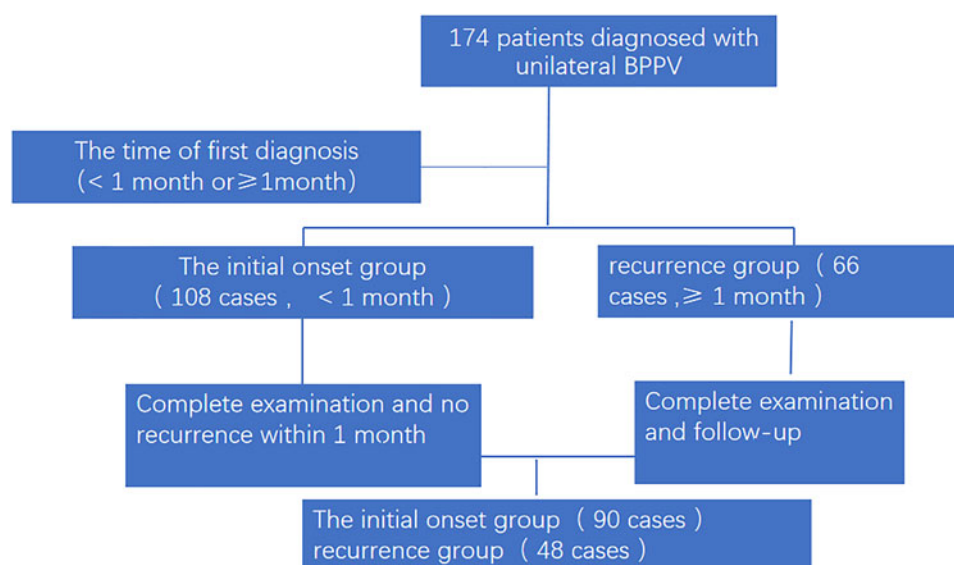 174 patients diagnosed with
unilateral BPPV
The time of first diagnosis
(< 1 month or≥1month)
The initial onset group
( 108 cases , < 1 month )
recurrence group ( 66
cases ,≥ 1 month )
Complete examination and no
recurrence within 1 month
Complete examination
and follow-up
The initial onset group ( 90 cases )
recurrence group ( 48 cases )